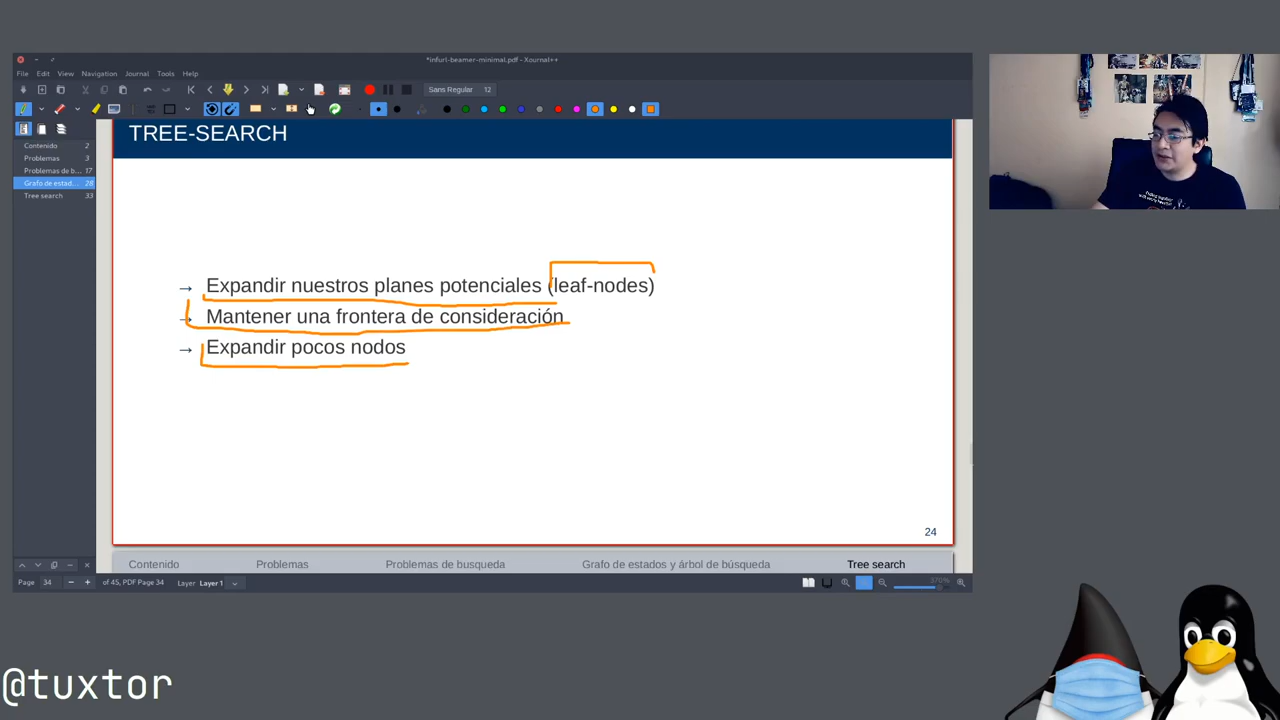 *infurl-beamer-minimal.pdf - Xournal++
File Edit View Navigation Journal Tools Help
Sans Regular 12
Contenido 2
Problemas 3
Problemas de b... 17
Grafo de estad... 28
Tree search 33
TREE-SEARCH
→ Expandir nuestros planes potenciales (leaf-nodes)
→ Mantener una frontera de consideración
→ Expandir pocos nodos
24
Contenido Problemas Problemas de busqueda Grafo de estados y árbol de búsqueda Tree search
Page 34 of 45, PDF Page 34 Layer Layer 1 370%
@tuxtor